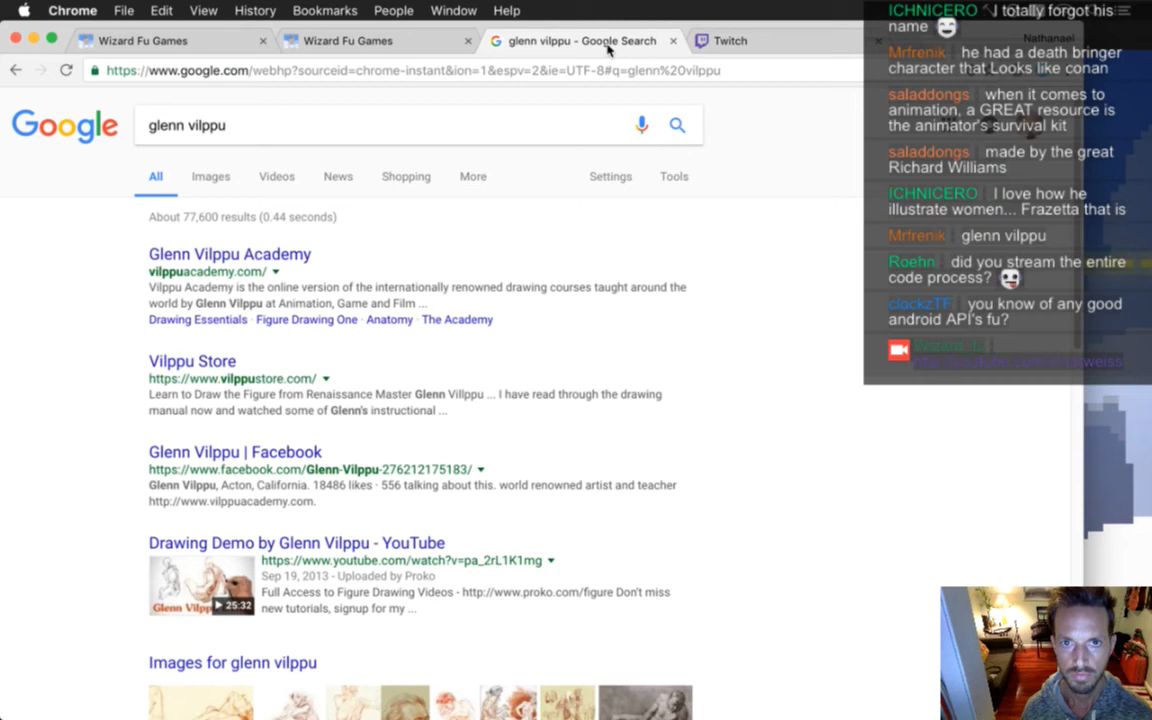 Chrome File Edit View History Bookmarks People Window Help
Wizard Fu Games
Wizard Fu Games
glenn vilppu - Google Search
Twitch
Nathanael
https://www.google.com/webhp?sourceid=chrome-instant&ion=1&espv=2&ie=UTF-8#q=glenn%20vilppu
Google
glenn vilppu
All Images Videos News Shopping More Settings Tools
About 77,600 results (0.44 seconds)
Glenn Vilppu Academy
vilppuacademy.com/
Vilppu Academy is the online version of the internationally renowned drawing courses taught around the
world by Glenn Vilppu at Animation, Game and Film ...
Drawing Essentials · Figure Drawing One · Anatomy · The Academy
Vilppu Store
https://www.vilppustore.com/
Learn to Draw the Figure from Renaissance Master Glenn Villppu ... I have read through the drawing
manual now and watched some of Glenn's instructional ...
Glenn Vilppu | Facebook
https://www.facebook.com/Glenn-Vilppu-276212175183/
Glenn Vilppu, Acton, California. 18486 likes · 556 talking about this. world renowned artist and teacher
http://www.vilppuacademy.com.
Drawing Demo by Glenn Vilppu - YouTube
https://www.youtube.com/watch?v=pa_2rL1K1mg
Sep 19, 2013 - Uploaded by Proko
Full Access to Figure Drawing Videos - http://www.proko.com/figure Don't miss
new tutorials, signup for my ...
Glenn Vilpp
25:32
Images for glenn vilppu
ICHNICERO I totally forgot his
name
Mrfrenik he had a death bringer
character that Looks like conan
saladdongs when it comes to
animation, a GREAT resource is
the animator's survival kit
saladdongs made by the great
Richard Williams
ICHNICERO I love how he
illustrate women... Frazetta that is
Mrfrenik glenn vilppu
Roehn did you stream the entire
code process?
clockzTF you know of any good
android API's fu?